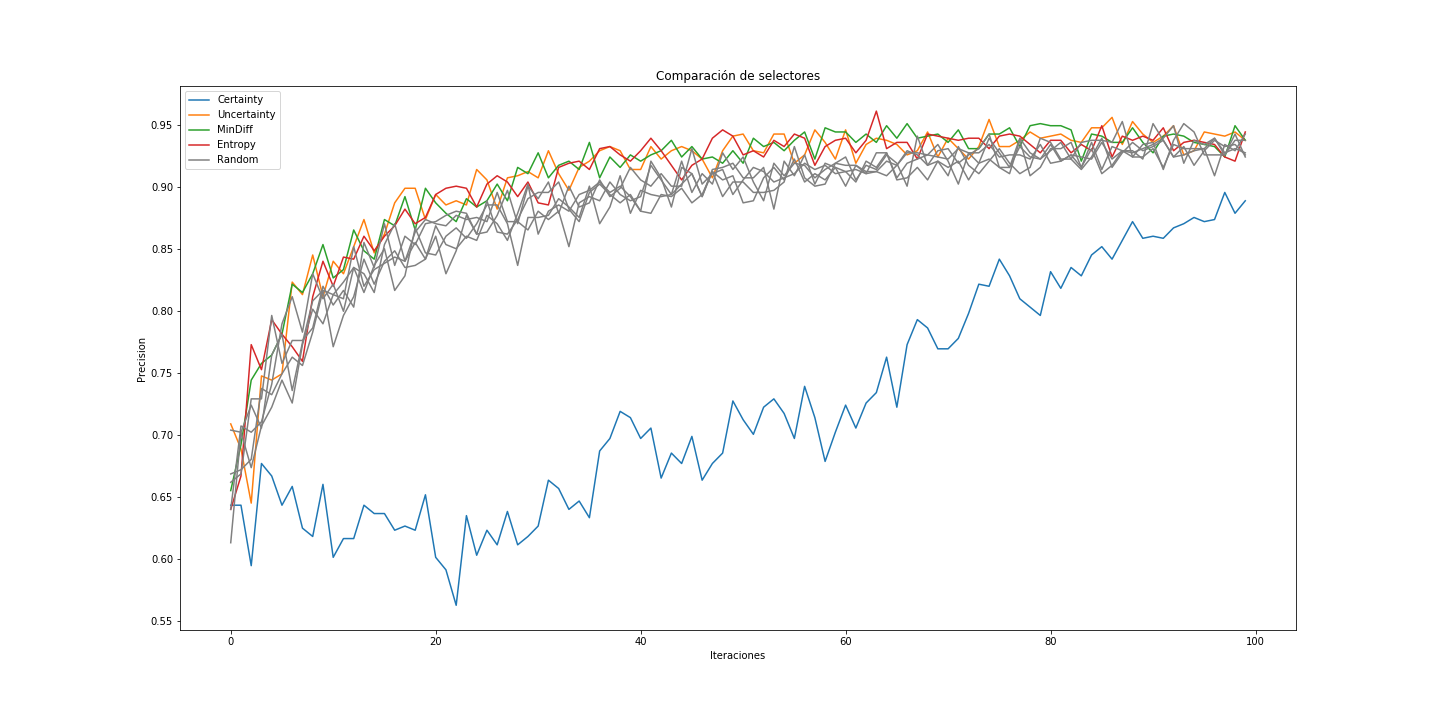 Comparación de selectores
Certainty
Uncertainty
MinDiff
Entropy
Random
0.95
0.90
0.85
0.80
0.75
0.70
0.65
0.60
0.55
Precision
0 20 40 60 80 100
Iteraciones